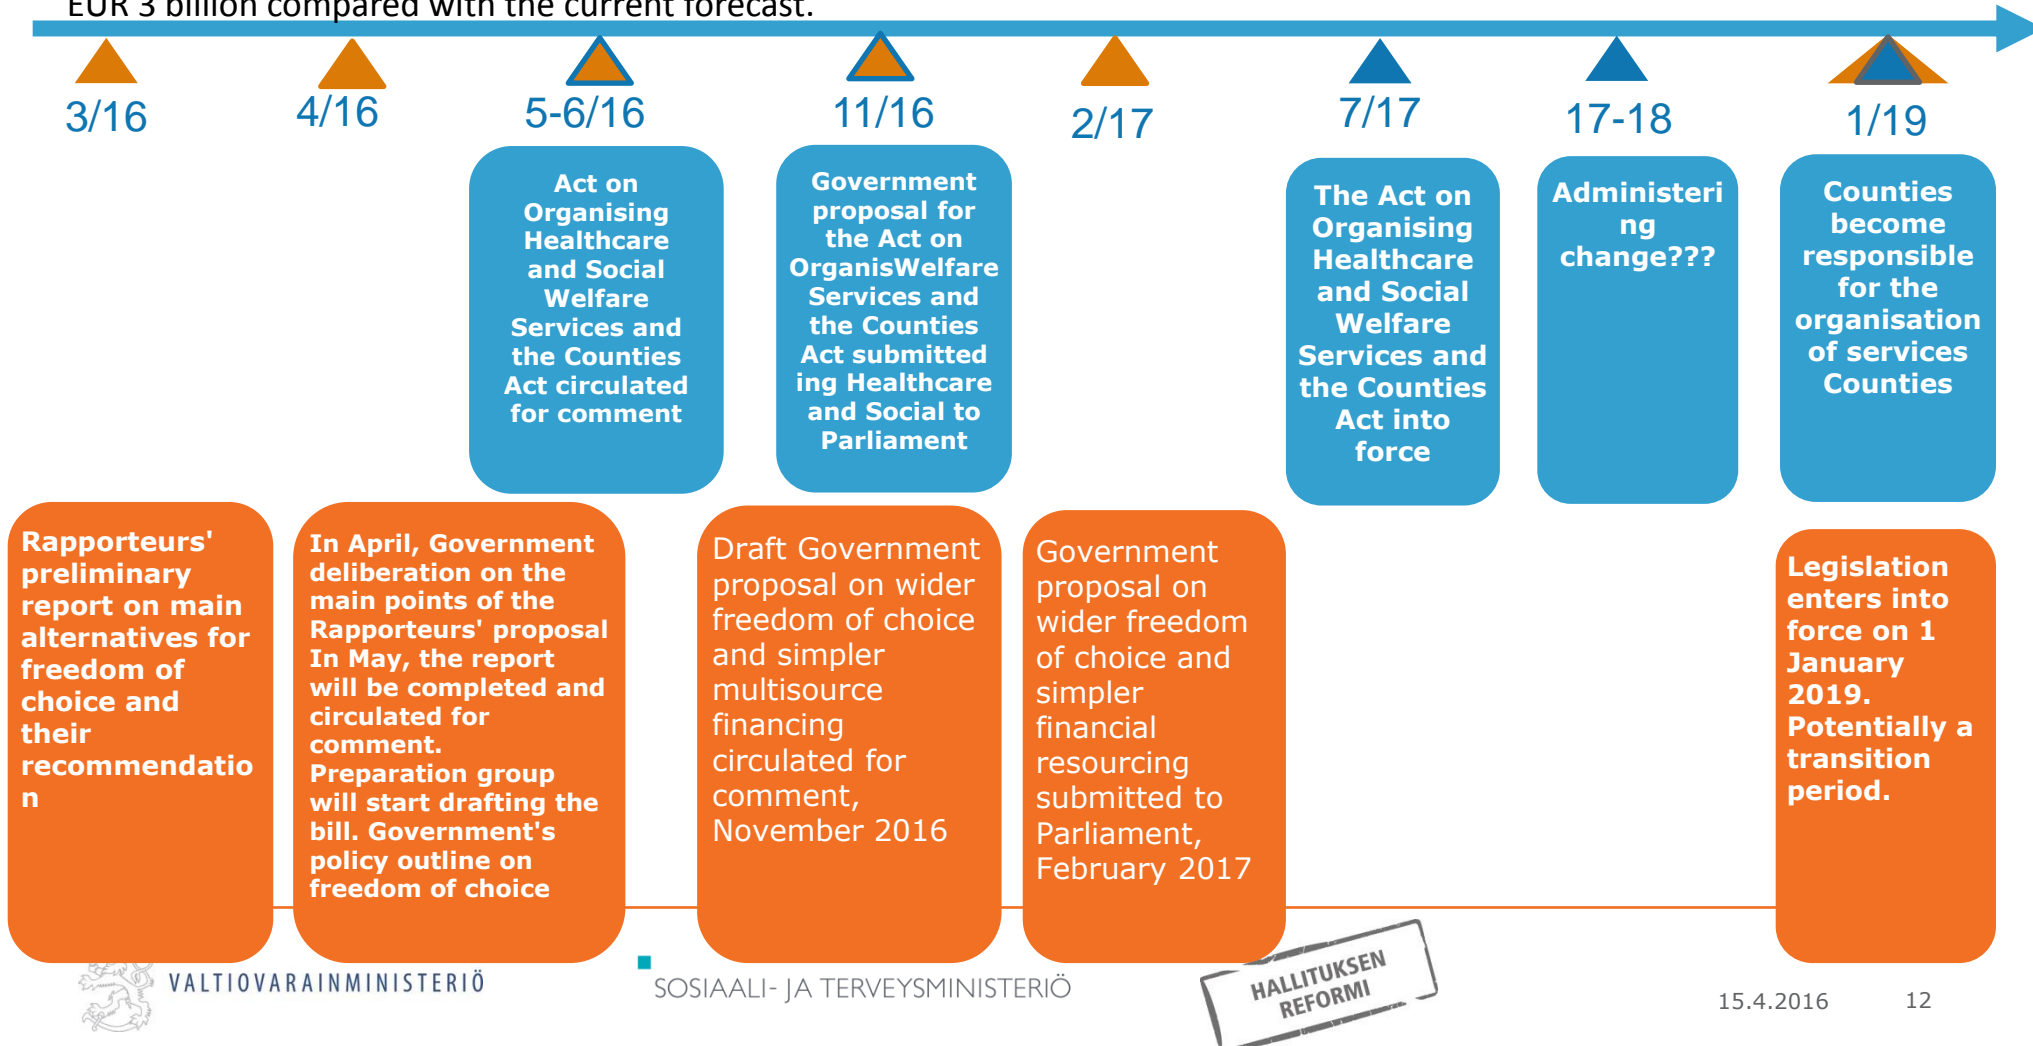 EUR 3 billion compared with the current forecast.
3/16
4/16
5-6/16
11/16
2/17
7/17
17-18
1/19
Act on
Organising
Healthcare
and Social
Welfare
Services and
the Counties
Act circulated
for comment
Government
proposal for
the Act on
OrganisWelfare
Services and
the Counties
Act submitted
ing Healthcare
and Social to
Parliament
The Act on
Organising
Healthcare
and Social
Welfare
Services and
the Counties
Act into
force
Administeri
ng
change???
Counties
become
responsible
for the
organisation
of services
Counties
Rapporteurs'
preliminary
report on main
alternatives for
freedom of
choice and
their
recommendatio
n
In April, Government
deliberation on the
main points of the
Rapporteurs' proposal
In May, the report
will be completed and
circulated for
comment.
Preparation group
will start drafting the
bill. Government's
policy outline on
freedom of choice
Draft Government
proposal on wider
freedom of choice
and simpler
multisource
financing
circulated for
comment,
November 2016
Government
proposal on
wider freedom
of choice and
simpler
financial
resourcing
submitted to
Parliament,
February 2017
Legislation
enters into
force on 1
January
2019.
Potentially a
transition
period.
VALTIOVARAINMINISTERIÖ
SOSIAALI- JA TERVEYSMINISTERIÖ
HALLITUKSEN
REFORMI
15.4.2016
12